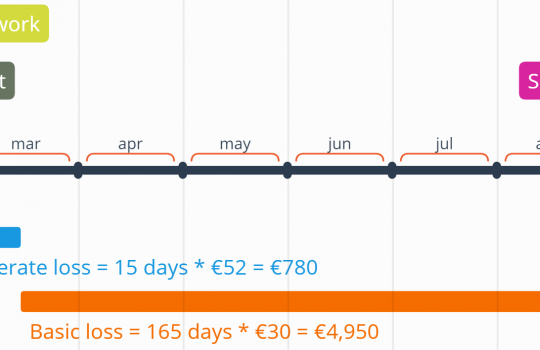 work
t
S
mar apr may jun jul a
erate loss = 15 days * €52 = €780
Basic loss = 165 days * €30 = €4,950